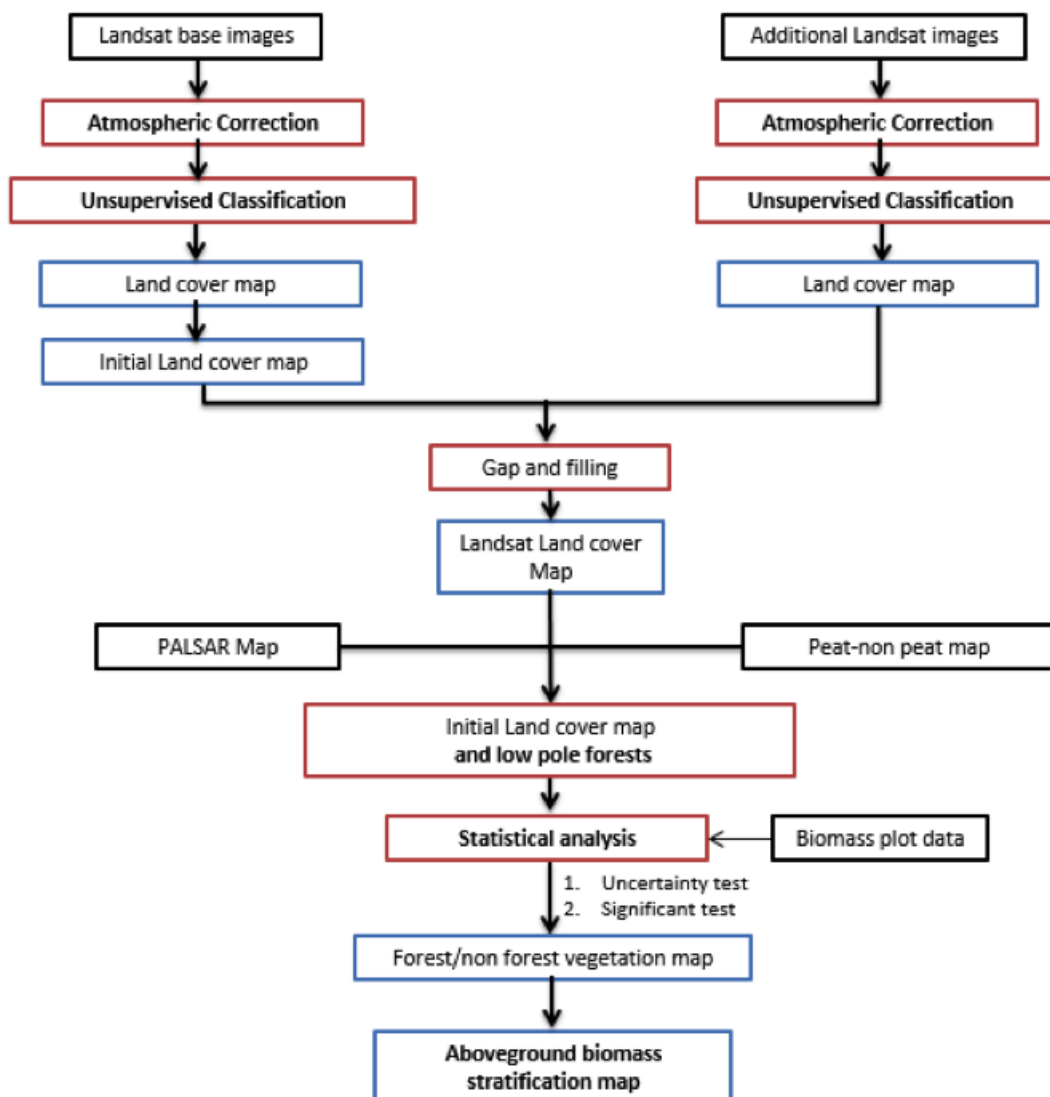 Landsat base images
Additional Landsat images
Atmospheric Correction
Atmospheric Correction
Unsupervised Classification
Unsupervised Classification
Land cover map
Land cover map
Initial Land cover map
Gap and filling
Landsat Land cover
Map
PALSAR Map
Peat-non peat map
Initial Land cover map
and low pole forests
Statistical analysis
Biomass plot data
1. Uncertainty test
2. Significant test
Forest/non forest vegetation map
Aboveground biomass
stratification map